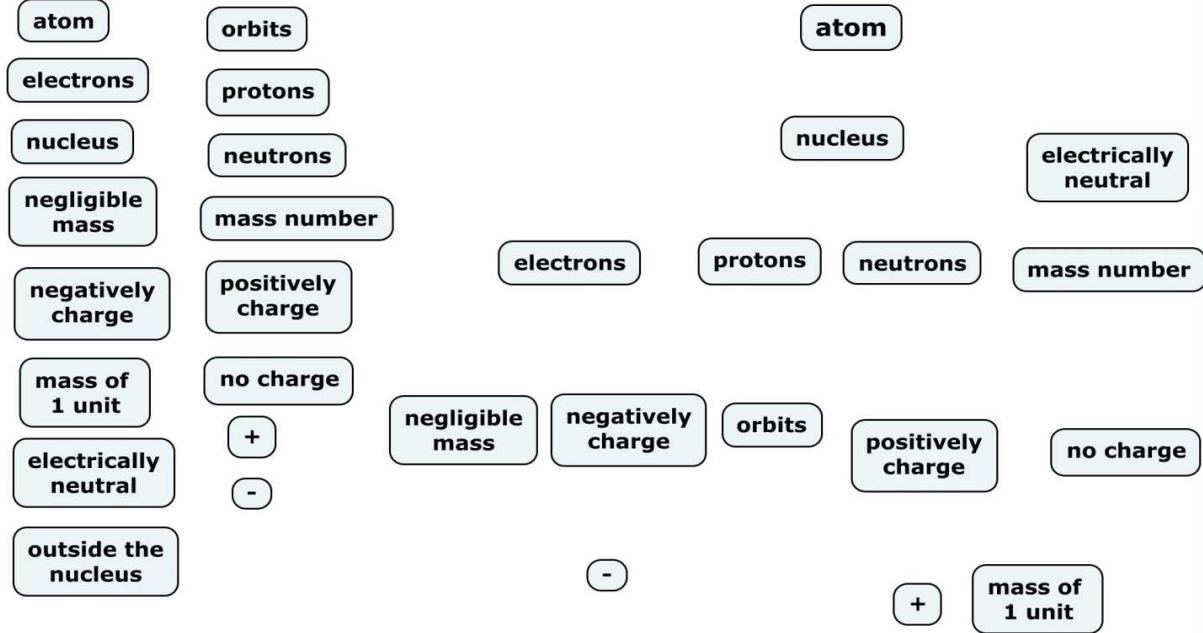 atom
electrons
nucleus
negligible
mass
negatively
charge
mass of
1 unit
electrically
neutral
outside the
nucleus
orbits
protons
neutrons
mass number
positively
charge
no charge
+
-
atom
nucleus
electrically
neutral
electrons
protons
neutrons
mass number
negligible
mass
negatively
charge
orbits
positively
charge
no charge
-
+
mass of
1 unit